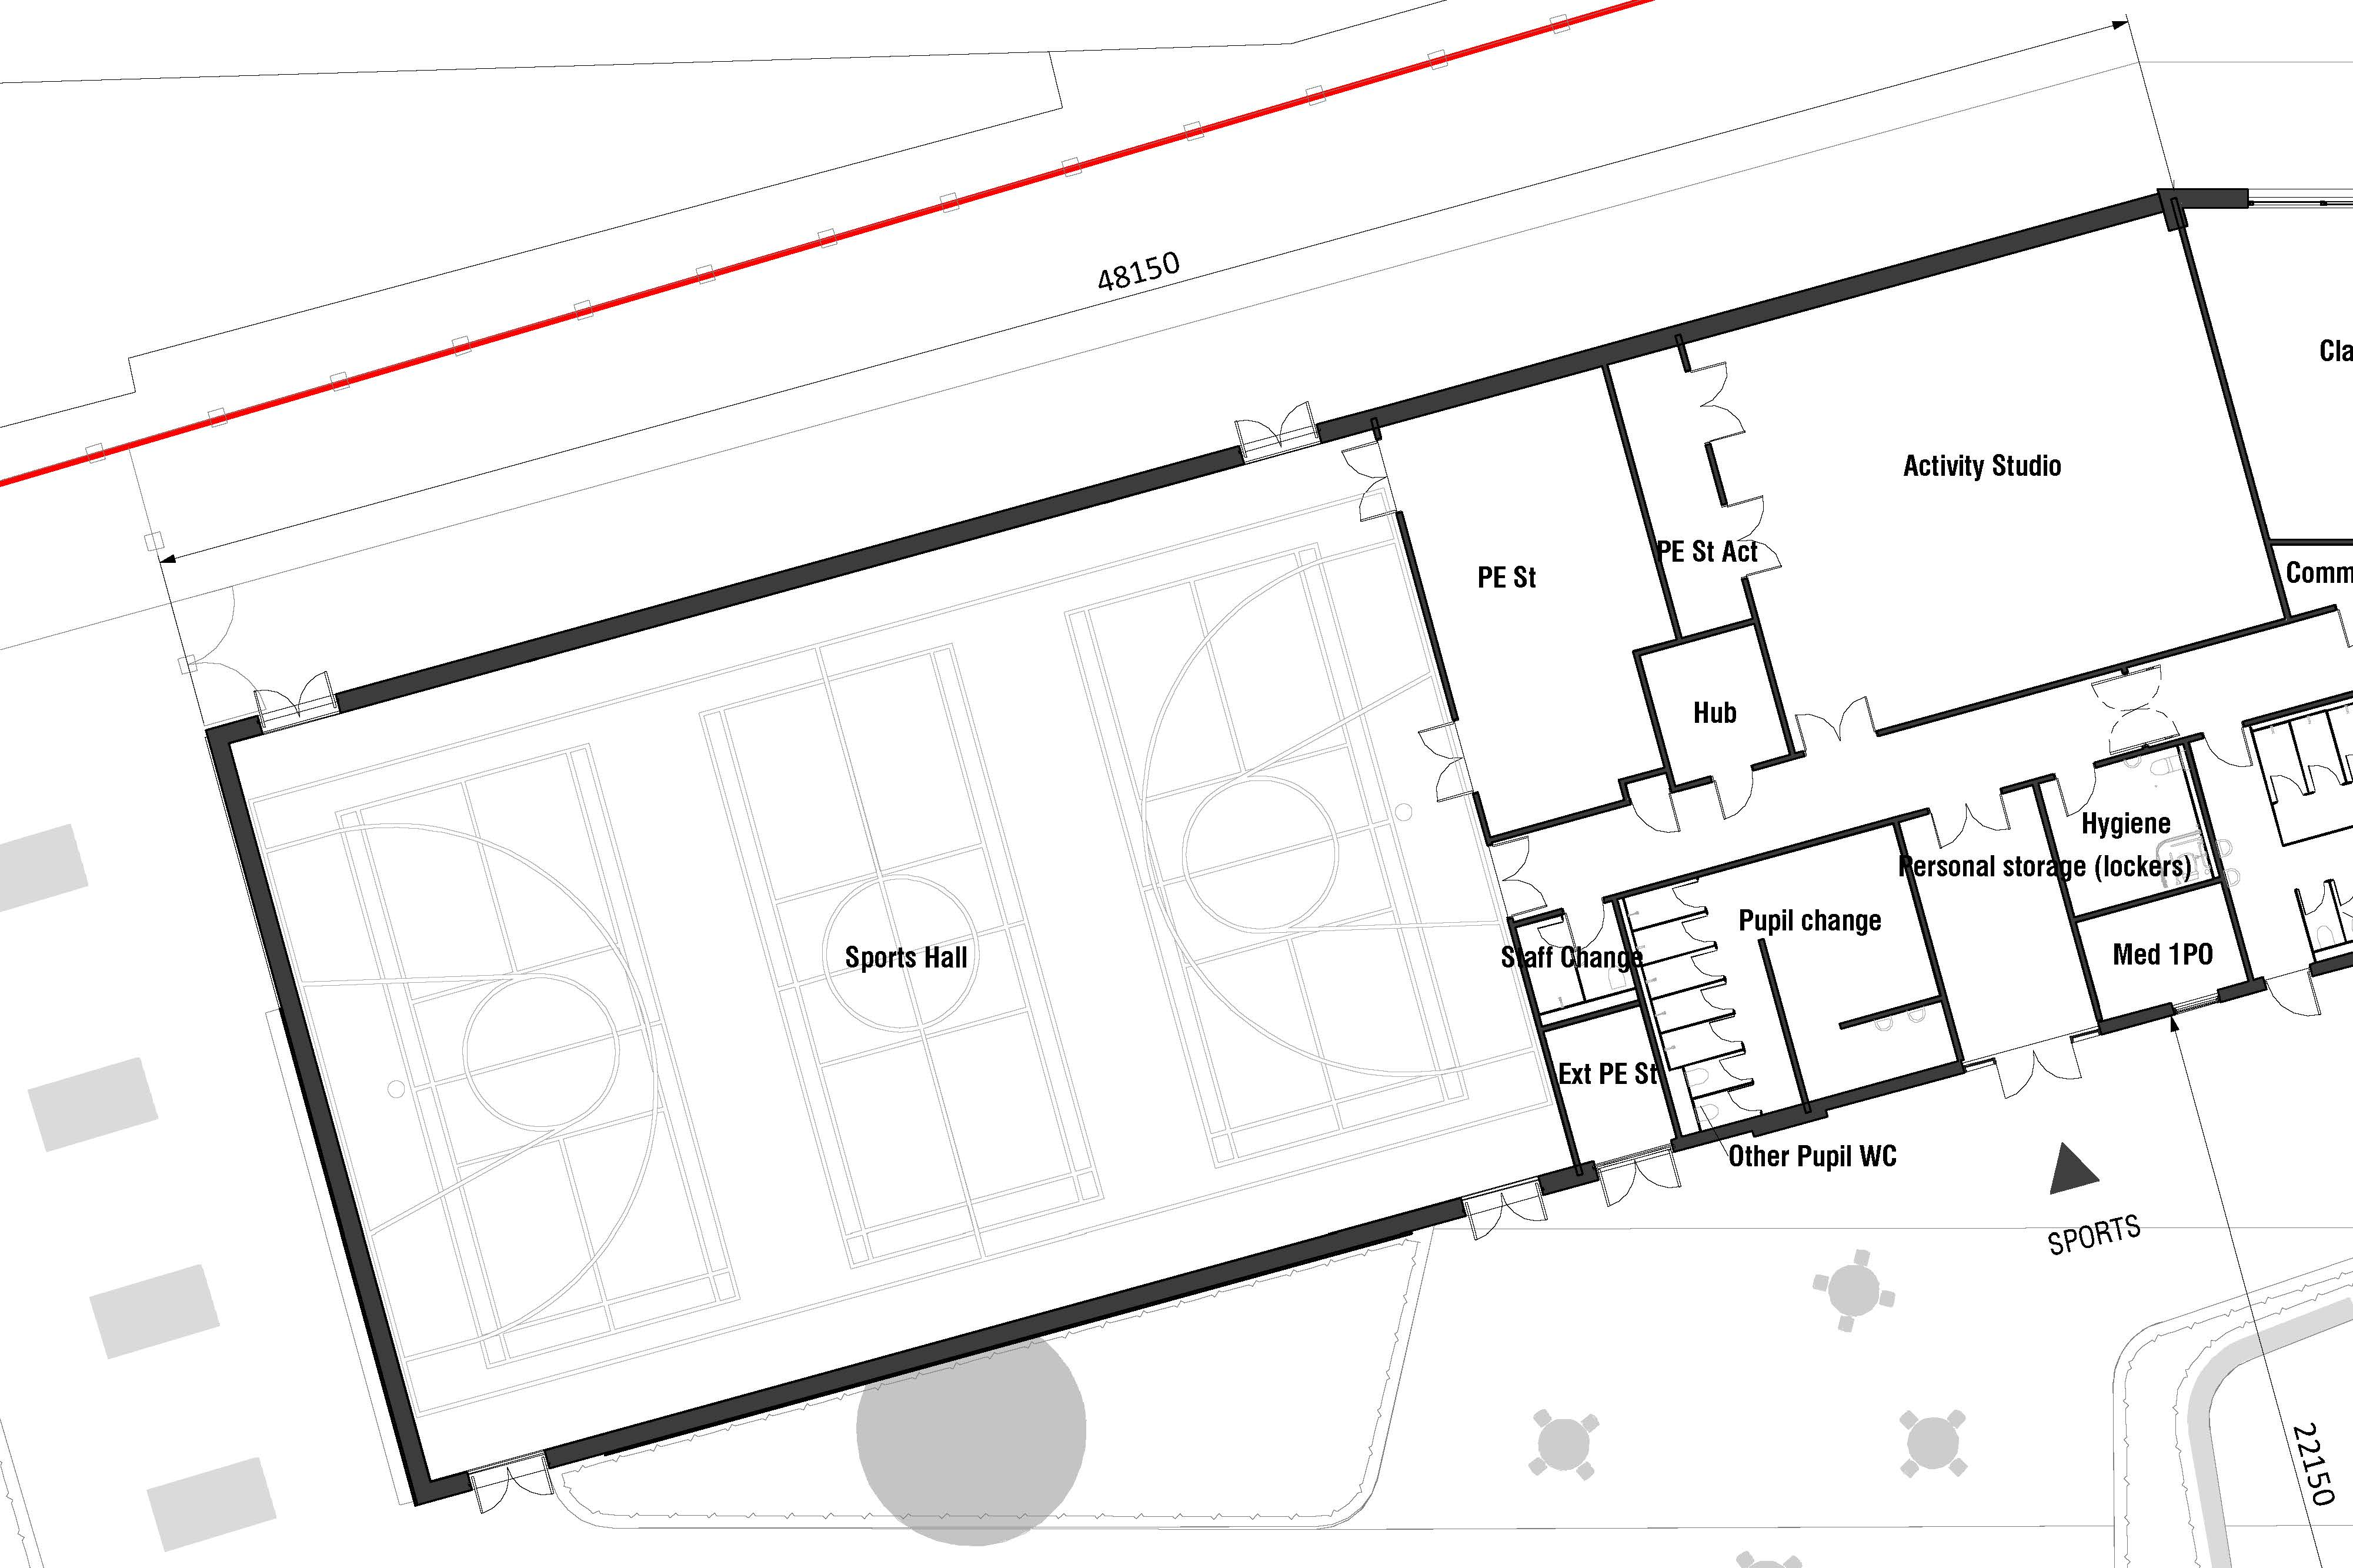 48150
Cla
Activity Studio
PE St Act
Comm
PE St
Hub
Hygiene
Personal storage (lockers)
Pupil change
Sports Hall
Staff Change
Med 1PO
Ext PE St
Other Pupil WC
SPORTS
22150